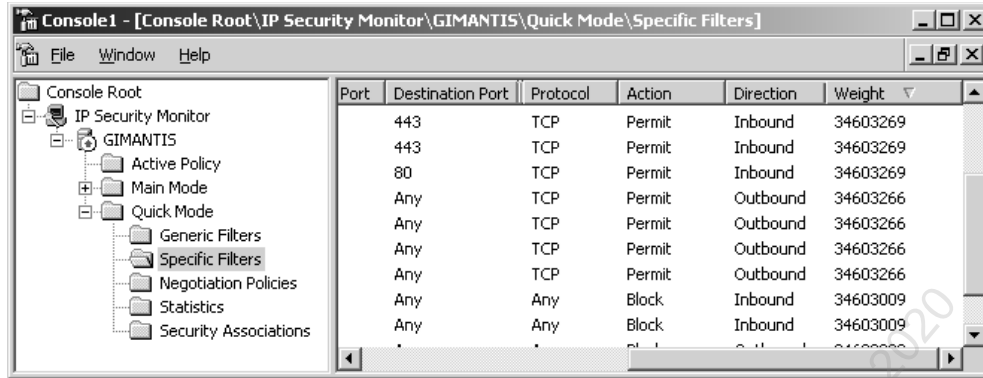 Console1 - [Console Root\IP Security Monitor\GIMANTIS\Quick Mode\Specific Filters]
File Window Help
Console Root
IP Security Monitor
GIMANTIS
Active Policy
Main Mode
Quick Mode
Generic Filters
Specific Filters
Negotiation Policies
Statistics
Security Associations
Port Destination Port Protocol Action Direction Weight
443 TCP Permit Inbound 34603269
443 TCP Permit Inbound 34603269
80 TCP Permit Inbound 34603269
Any TCP Permit Outbound 34603266
Any TCP Permit Outbound 34603266
Any TCP Permit Outbound 34603266
Any TCP Permit Outbound 34603266
Any Any Block Inbound 34603009
Any Any Block Inbound 34603009
2020